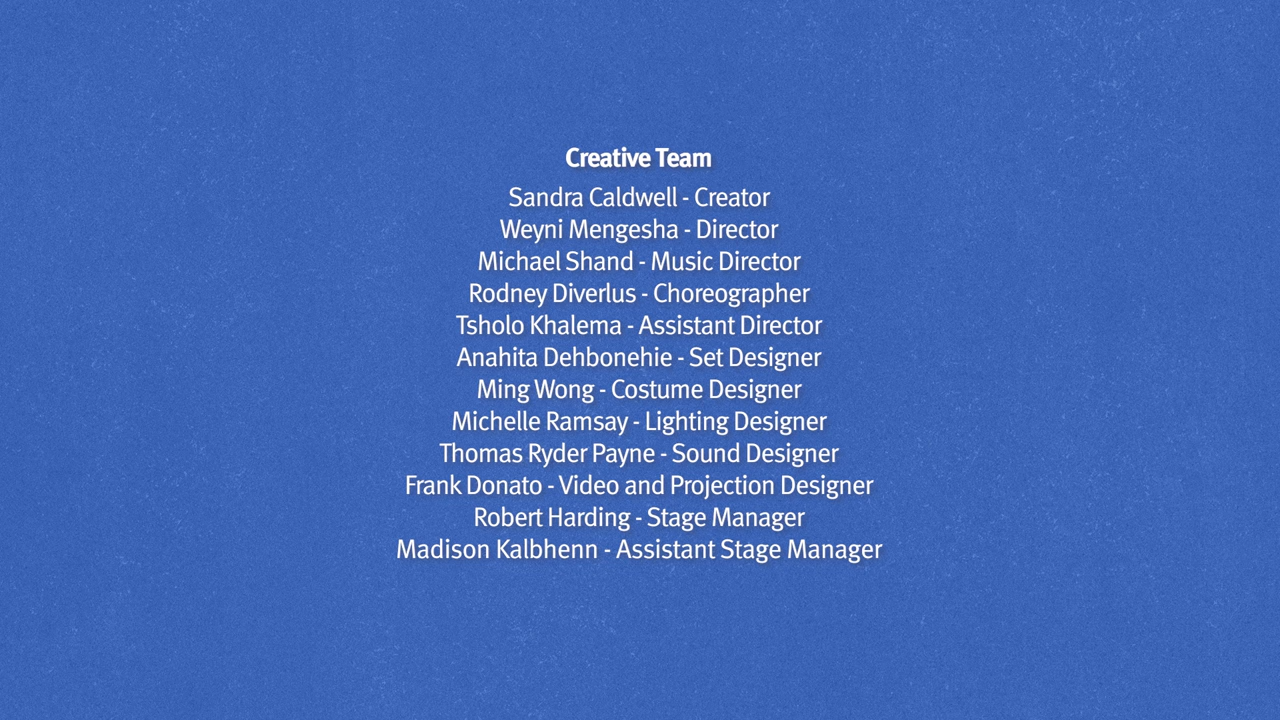 Creative Team
Sandra Caldwell - Creator
Weyni Mengesha - Director
Michael Shand - Music Director
Rodney Diverlus - Choreographer
Tsholo Khalema - Assistant Director
Anahita Dehbonehie - Set Designer
Ming Wong - Costume Designer
Michelle Ramsay - Lighting Designer
Thomas Ryder Payne - Sound Designer
Frank Donato - Video and Projection Designer
Robert Harding - Stage Manager
Madison Kalbhenn - Assistant Stage Manager